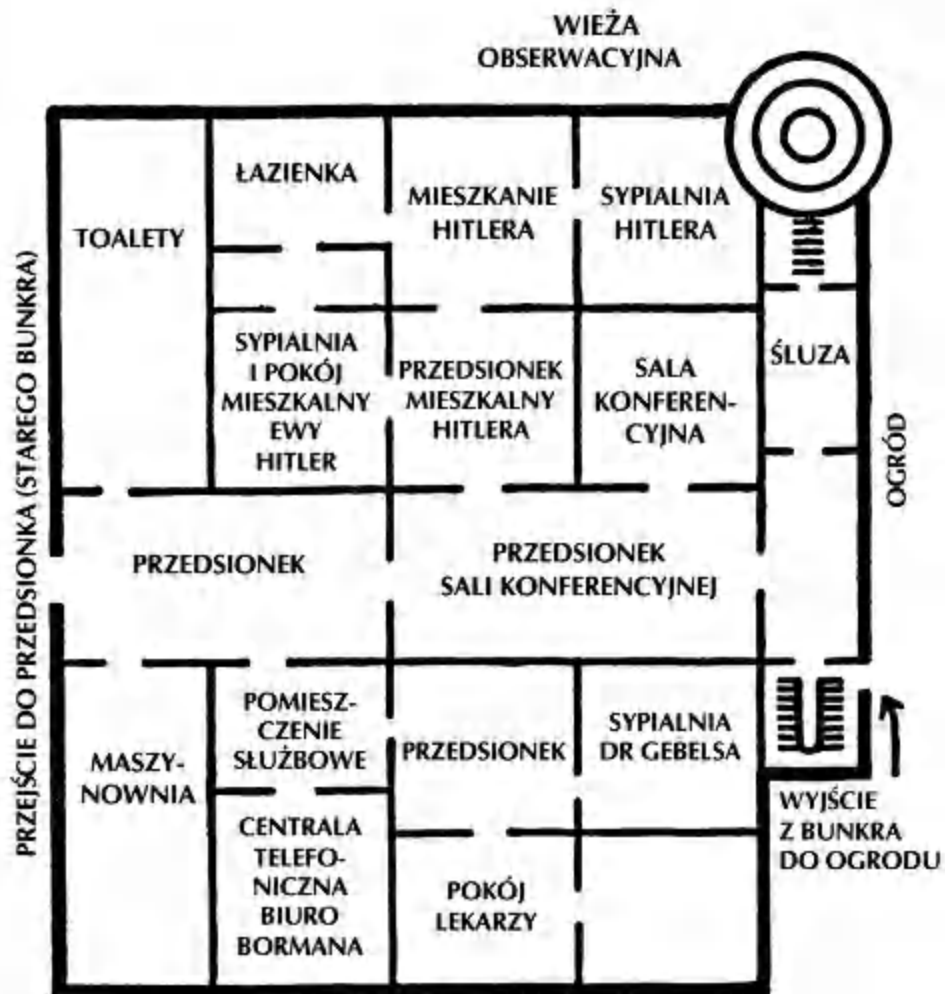 WIEŻA
OBSERWACYJNA
ŁAZIENKA
TOALETY
MIESZKANIE
HITLERA
SYPIALNIA
HITLERA
SYPIALNIA
I POKÓJ
MIESZKALNY
EWY
HITLER
PRZEDSIONEK
MIESZKALNY
HITLERA
SALA
KONFEREN-
CYJNA
ŚLUZA
OGRÓD
PRZEJŚCIE DO PRZEDSIONKA (STAREGO BUNKRA)
PRZEDSIONEK
PRZEDSIONEK
SALI KONFERENCYJNEJ
MASZY-
NOWNIA
POMIESZ-
CZENIE
SŁUŻBOWE
PRZEDSIONEK
SYPIALNIA
DR GEBELSA
CENTRALA
TELEFO-
NICZNA
BIURO
BORMANA
POKÓJ
LEKARZY
WYJŚCIE
Z BUNKRA
DO OGRODU